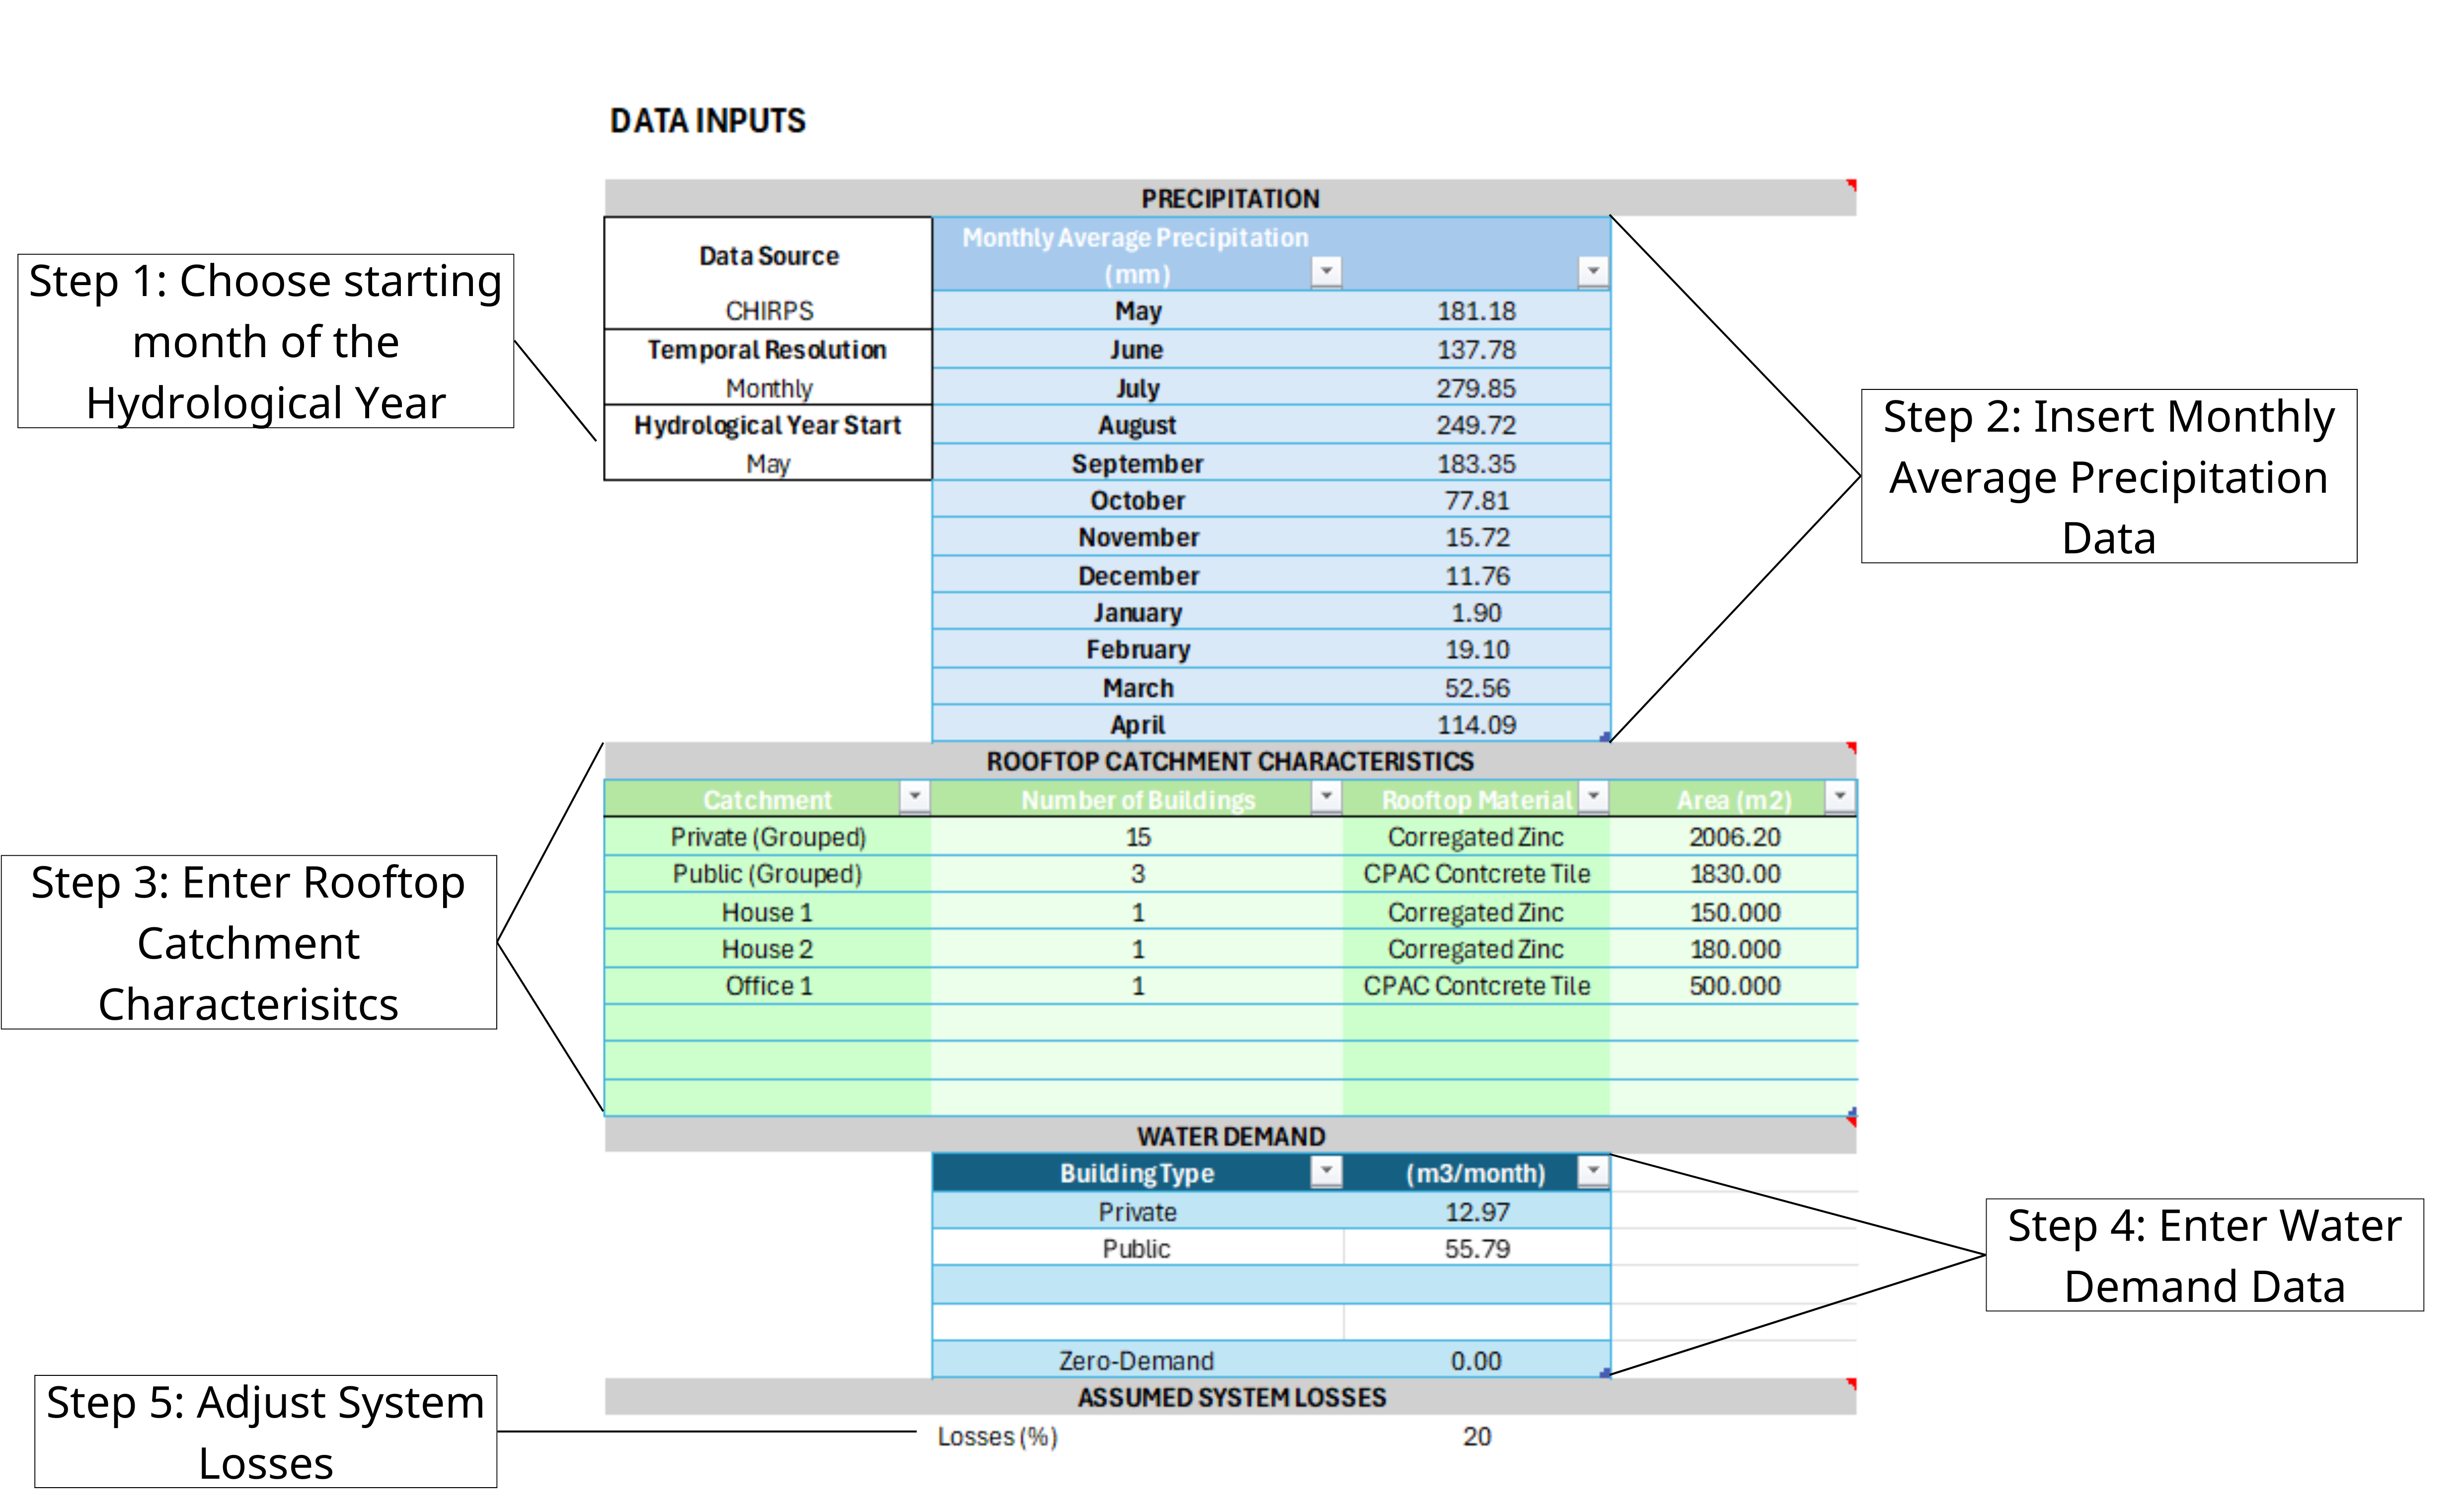 DATA INPUTS
PRECIPITATION
Data Source
CHIRPS
Temporal Resolution
Monthly
Hydrological Year Start
May
Monthly Average Precipitation
(mm)
May 181.18
June 137.78
July 279.85
August 249.72
September 183.35
October 77.81
November 15.72
December 11.76
January 1.90
February 19.10
March 52.56
April 114.09
Step 1: Choose starting
month of the
Hydrological Year
Step 2: Insert Monthly
Average Precipitation
Data
ROOFTOP CATCHMENT CHARACTERISTICS
Catchment Number of Buildings Rooftop Material Area (m2)
Private (Grouped) 15 Corregated Zinc 2006.20
Public (Grouped) 3 CPAC Contcrete Tile 1830.00
House 1 1 Corregated Zinc 150.000
House 2 1 Corregated Zinc 180.000
Office 1 1 CPAC Contcrete Tile 500.000
Step 3: Enter Rooftop
Catchment
Characterisitcs
WATER DEMAND
Building Type (m3/month)
Private 12.97
Public 55.79
Zero-Demand 0.00
Step 4: Enter Water
Demand Data
ASSUMED SYSTEM LOSSES
Losses (%) 20
Step 5: Adjust System
Losses